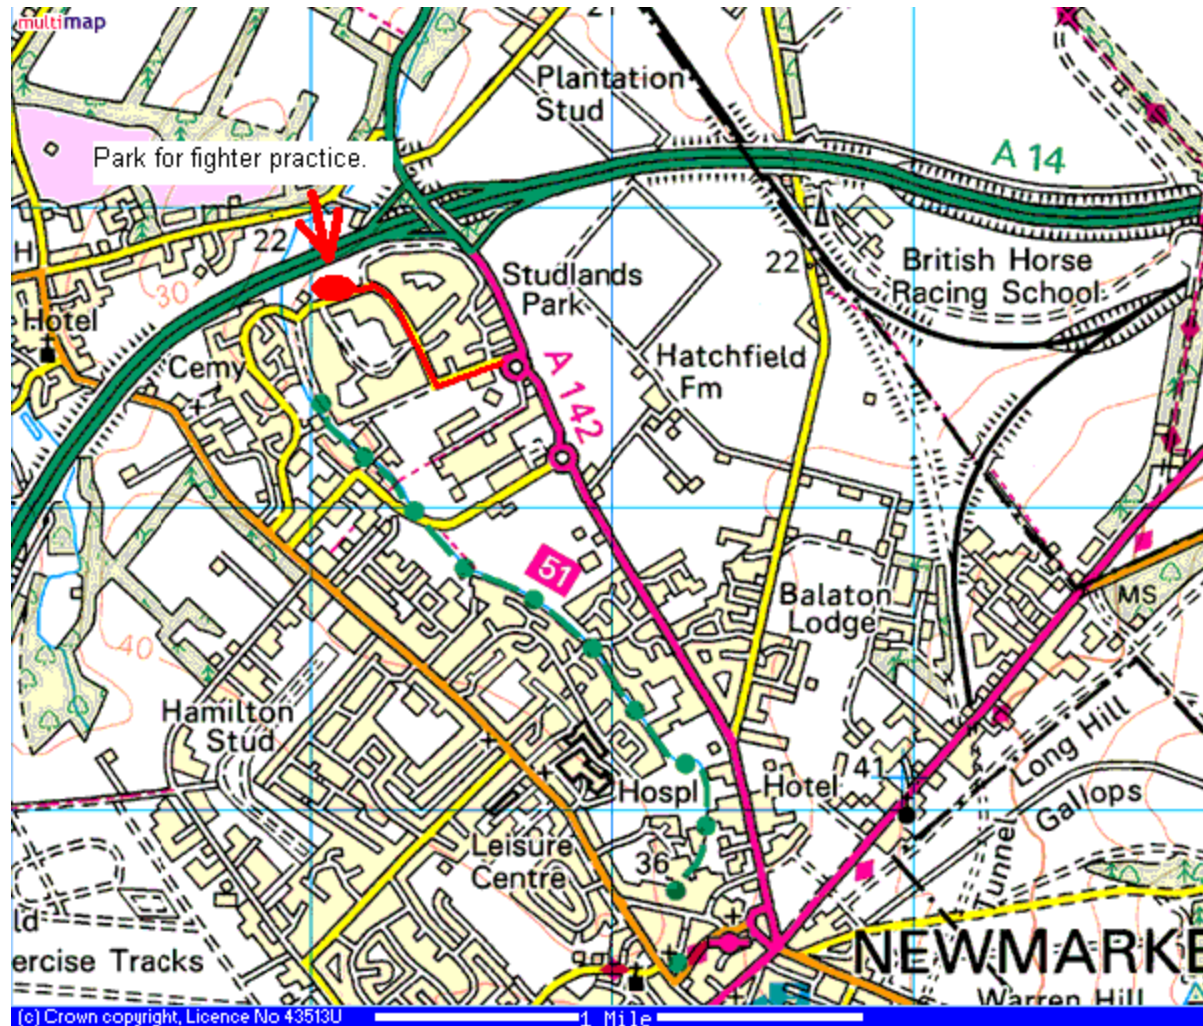 multimap
21
Plantation
Stud
Park for fighter practice.
A 14
H
22
30
Studlands
Park
22
British Horse
Racing School
Hotel
Cemy
A 142
Hatchfield
Fm
51
Balaton
Lodge
MS
40
Hamilton
Stud
Hospl
Hotel
41
Long Hill
Gallops
Leisure
Centre
36
Tunnel
ld
ercise Tracks
NEWMARKE
Warren Hill
(c) Crown copyright, Licence No 43513U
1 Mile